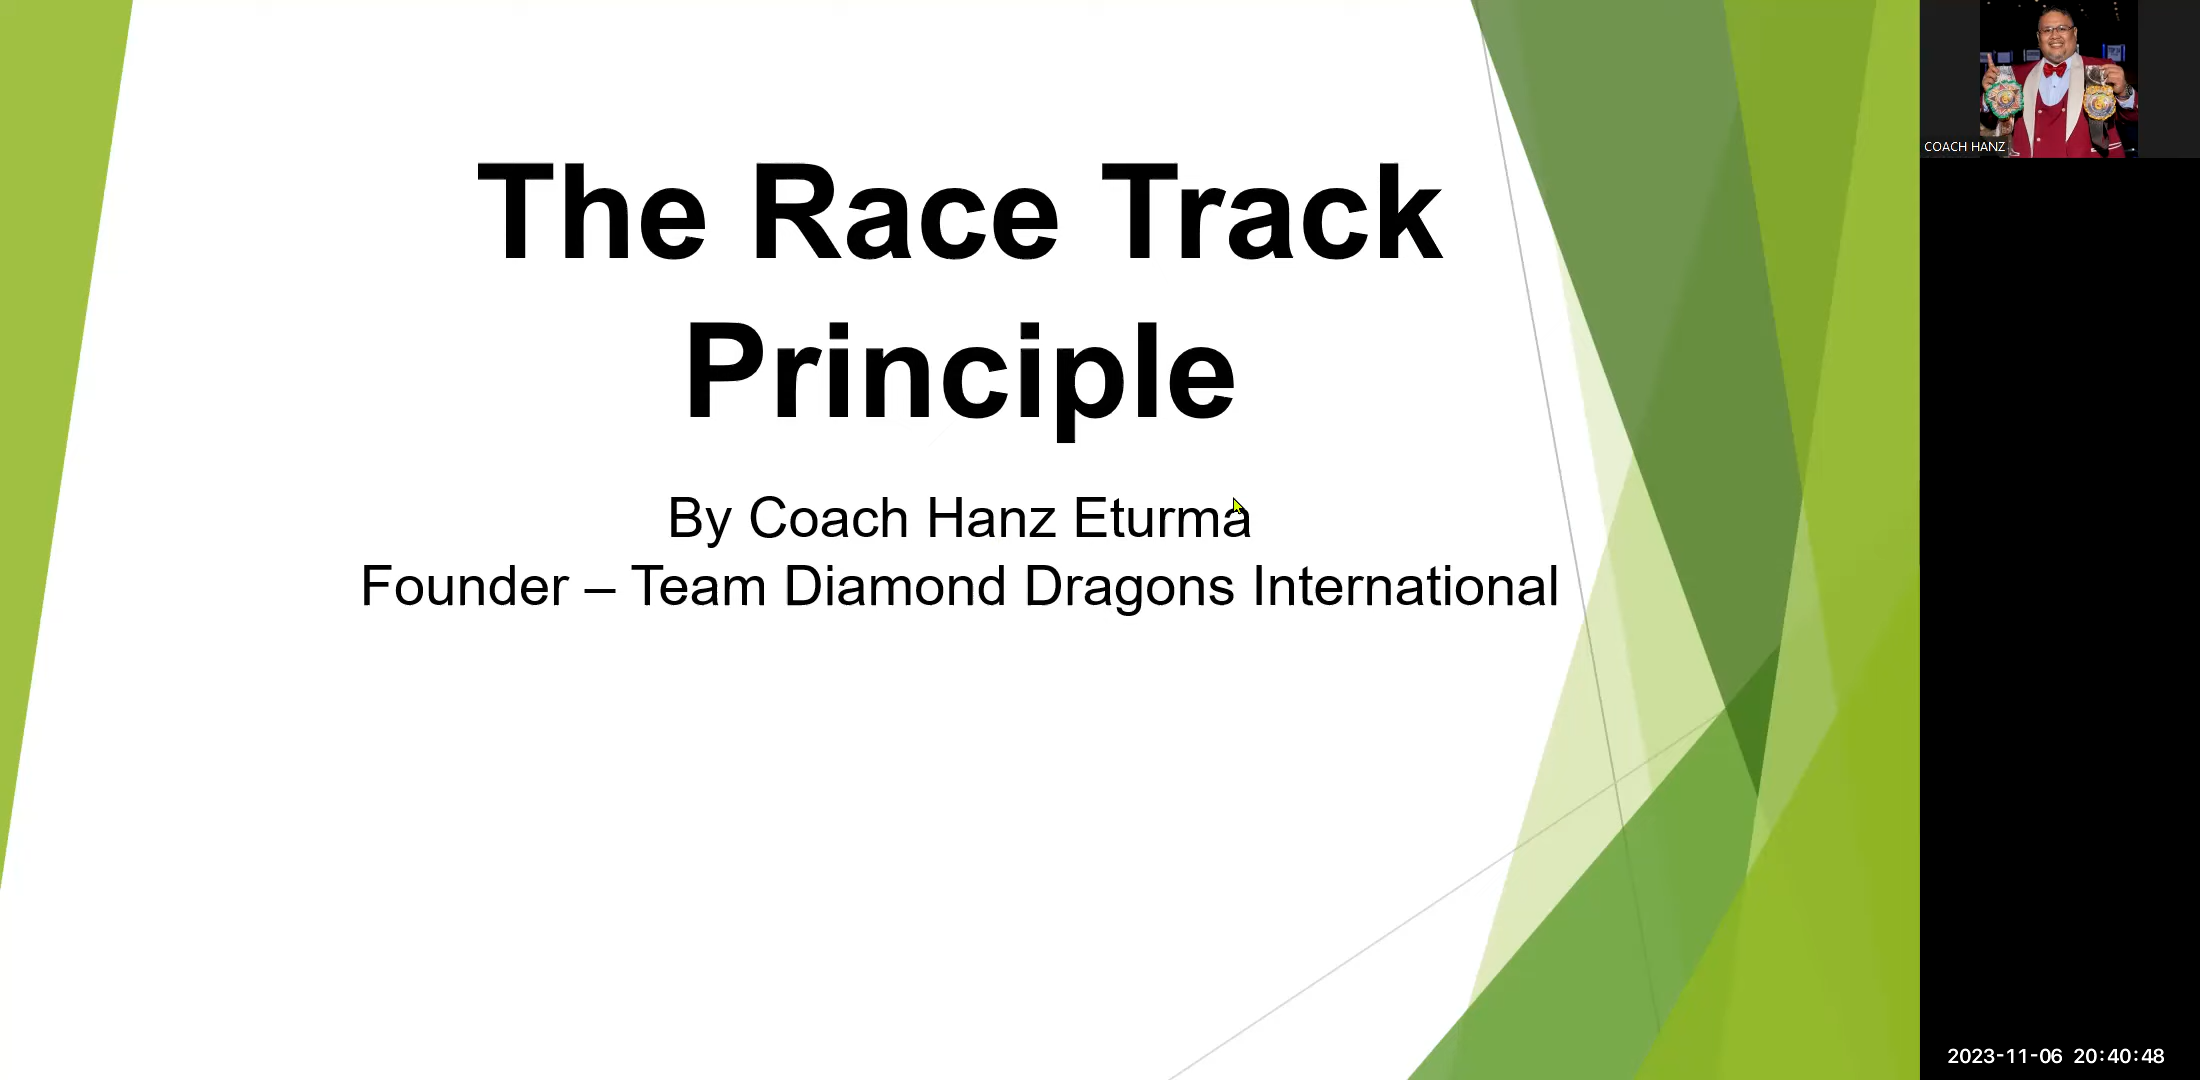 The Race Track
Principle
By Coach Hanz Eturma
Founder – Team Diamond Dragons International
COACH HANZ
2023-11-06 20:40:48